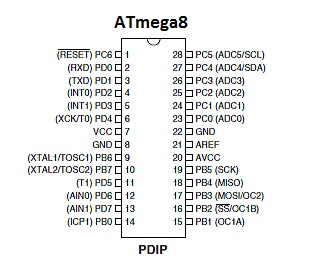 ATmega8
(RESET) PC6 1 28 PC5 (ADC5/SCL)
(RXD) PD0 2 27 PC4 (ADC4/SDA)
(TXD) PD1 3 26 PC3 (ADC3)
(INT0) PD2 4 25 PC2 (ADC2)
(INT1) PD3 5 24 PC1 (ADC1)
(XCK/T0) PD4 6 23 PC0 (ADC0)
VCC 7 22 GND
GND 8 21 AREF
(XTAL1/TOSC1) PB6 9 20 AVCC
(XTAL2/TOSC2) PB7 10 19 PB5 (SCK)
(T1) PD5 11 18 PB4 (MISO)
(AIN0) PD6 12 17 PB3 (MOSI/OC2)
(AIN1) PD7 13 16 PB2 (SS/OC1B)
(ICP1) PB0 14 15 PB1 (OC1A)
PDIP